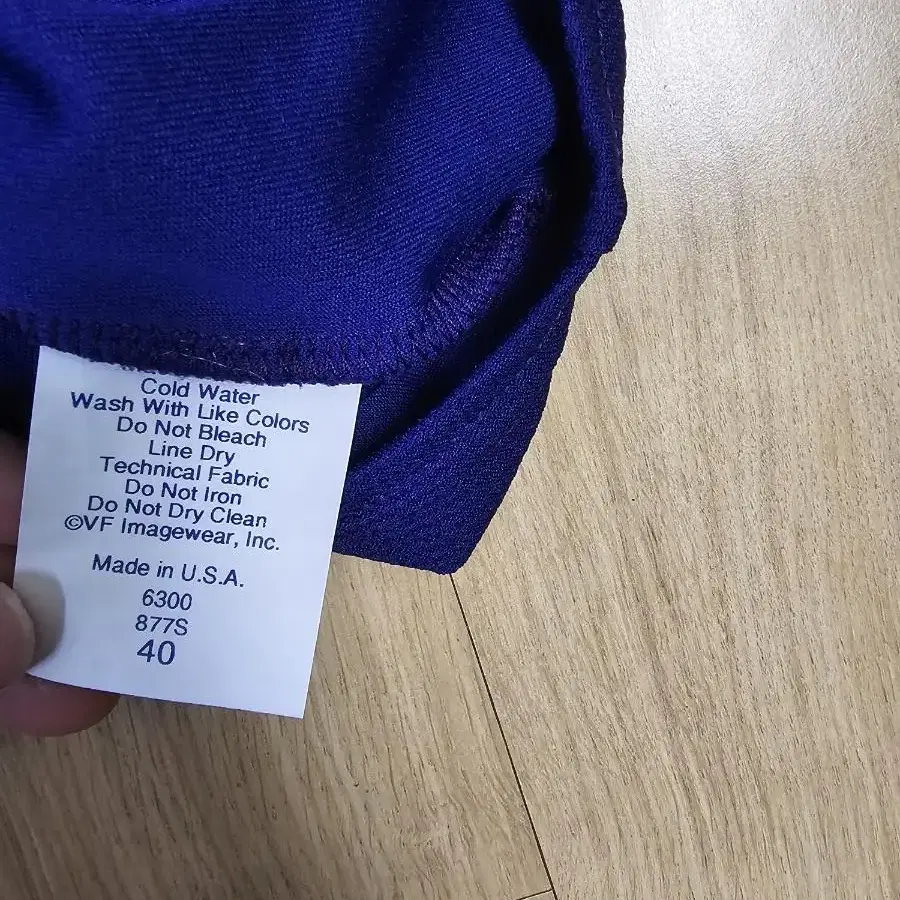 Cold Water
Wash With Like Colors
Do Not Bleach
Line Dry
Technical Fabric
Do Not Iron
Do Not Dry Clean
©VF Imagewear, Inc.
Made in U.S.A.
6300
877S
40